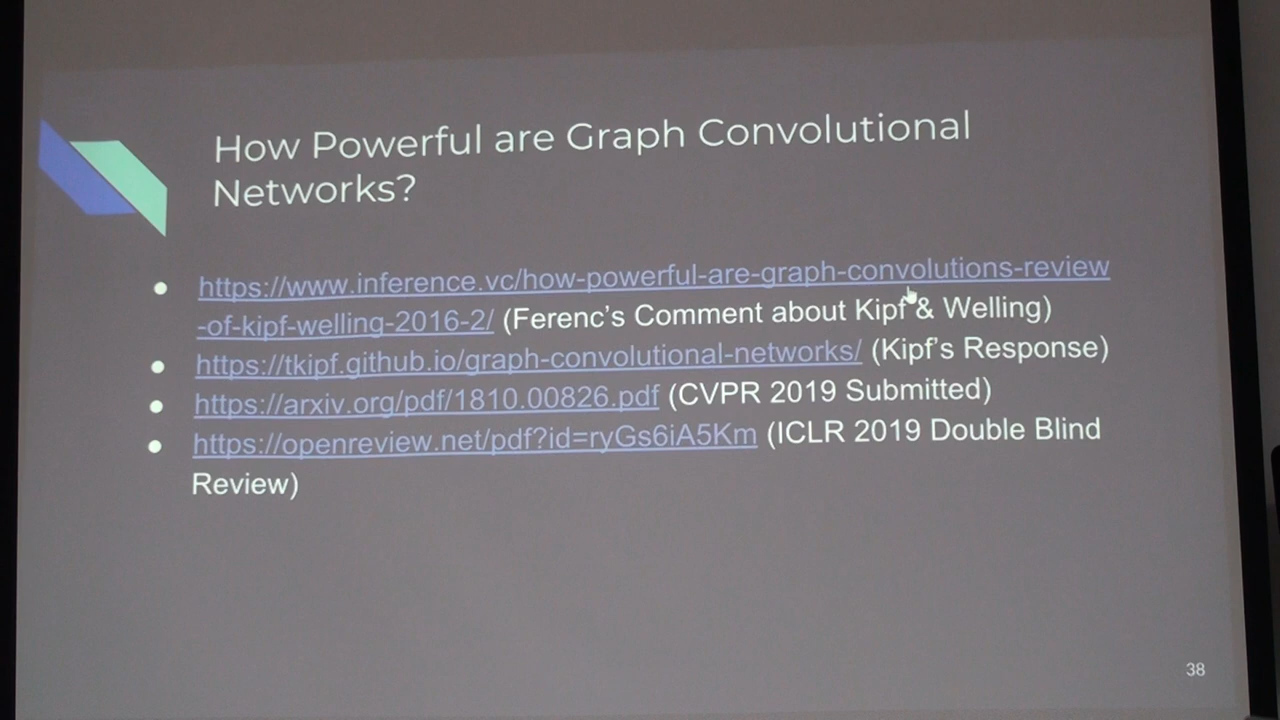 How Powerful are Graph Convolutional
Networks?
● https://www.inference.vc/how-powerful-are-graph-convolutions-review
-of-kipf-welling-2016-2/ (Ferenc's Comment about Kipf & Welling)
● https://tkipf.github.io/graph-convolutional-networks/ (Kipf's Response)
● https://arxiv.org/pdf/1810.00826.pdf (CVPR 2019 Submitted)
● https://openreview.net/pdf?id=ryGs6iA5Km (ICLR 2019 Double Blind
Review)
38